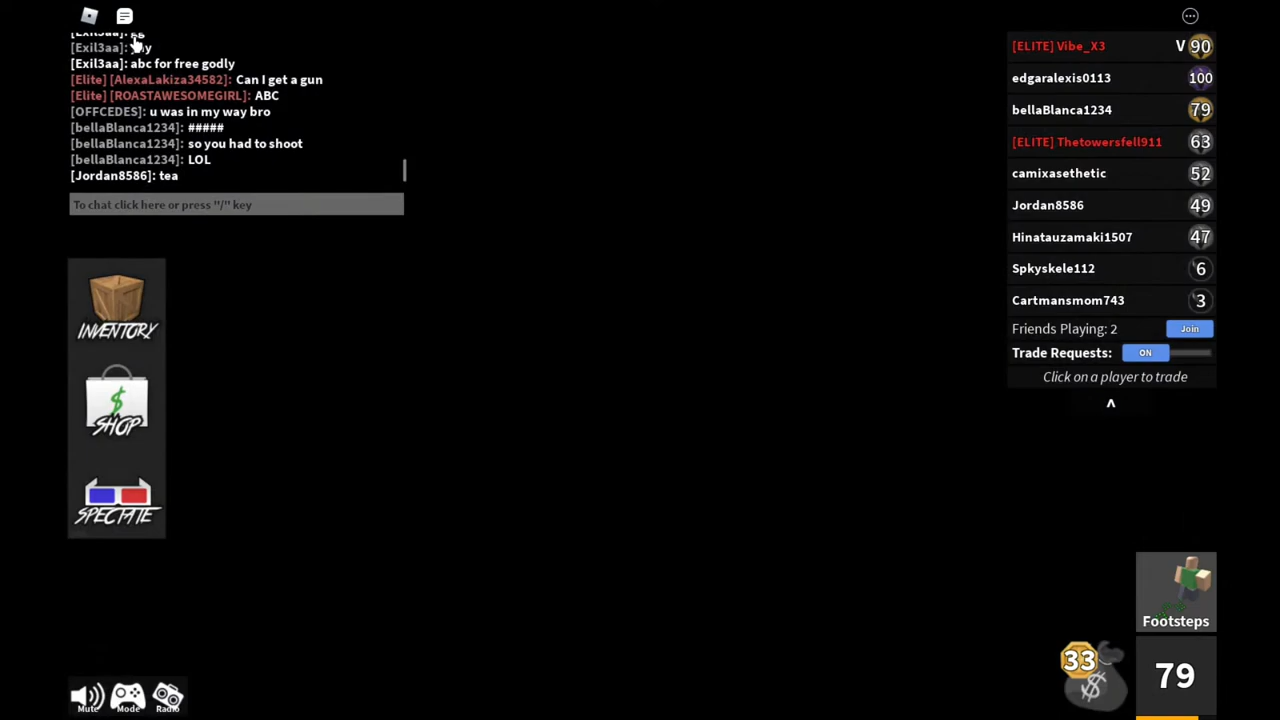 [Exil3aa]: gg
[Exil3aa]:
[Exil3aa]: abc for free godly
[Elite] [AlexaLakiza34582]: Can I get a gun
[Elite] [ROASTAWESOMEGIRL]: ABC
[OFFCEDES]: u was in my way bro
[bellaBlanca1234]: #####
[bellaBlanca1234]: so you had to shoot
[bellaBlanca1234]: LOL
[Jordan8586]: tea
To chat click here or press "/" key
INVENTORY
$
SHOP
SPECTATE
Mute
Mode
Radio
[ELITE] Vibe_X3 V 90
edgaralexis0113 100
bellaBlanca1234 79
[ELITE] Thetowersfell911 63
camixasethetic 52
Jordan8586 49
Hinatauzamaki1507 47
Spkyskele112 6
Cartmansmom743 3
Friends Playing: 2 Join
Trade Requests: ON
Click on a player to trade
^
Footsteps
33
$
79